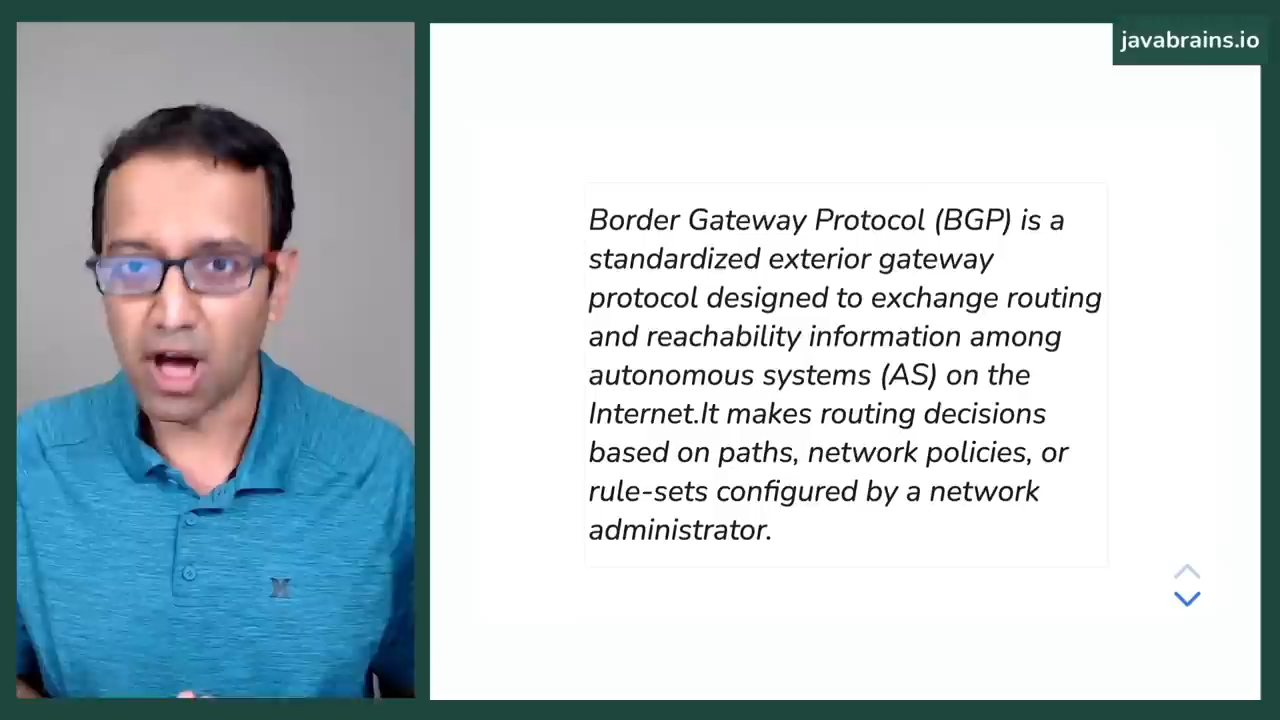 javabrains.io
Border Gateway Protocol (BGP) is a
standardized exterior gateway
protocol designed to exchange routing
and reachability information among
autonomous systems (AS) on the
Internet.It makes routing decisions
based on paths, network policies, or
rule-sets configured by a network
administrator.